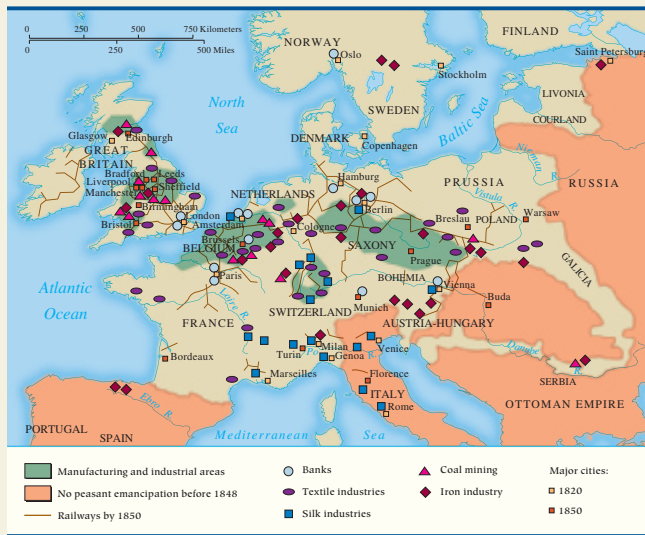 0 250 500 750 Kilometers
0 250 500 Miles
NORWAY
FINLAND
Oslo
Saint Petersburg
Stockholm
North
Sea
SWEDEN
LIVONIA
COURLAND
Baltic Sea
DENMARK
Copenhagen
Glasgow
Edinburgh
GREAT
BRITAIN
Bradford
Leeds
Liverpool
Manchester
Sheffield
Birmingham
Bristol
London
Amsterdam
NETHERLANDS
Hamburg
Berlin
PRUSSIA
Nieman R.
Vistula R.
RUSSIA
Brussels
BELGIUM
Cologne
SAXONY
Breslau
POLAND
Warsaw
Prague
BOHEMIA
GALICIA
Paris
Loire R.
Atlantic
Ocean
FRANCE
SWITZERLAND
Munich
Vienna
Buda
AUSTRIA-HUNGARY
Bordeaux
Turin
Milan
Po R.
Genoa
Venice
Danube
R.
Marseilles
Florence
SERBIA
ITALY
Rome
OTTOMAN EMPIRE
PORTUGAL
SPAIN
Ebro R.
Mediterranean Sea
Manufacturing and industrial areas
No peasant emancipation before 1848
Railways by 1850
Banks
Textile industries
Silk industries
Coal mining
Iron industry
Major cities:
1820
1850